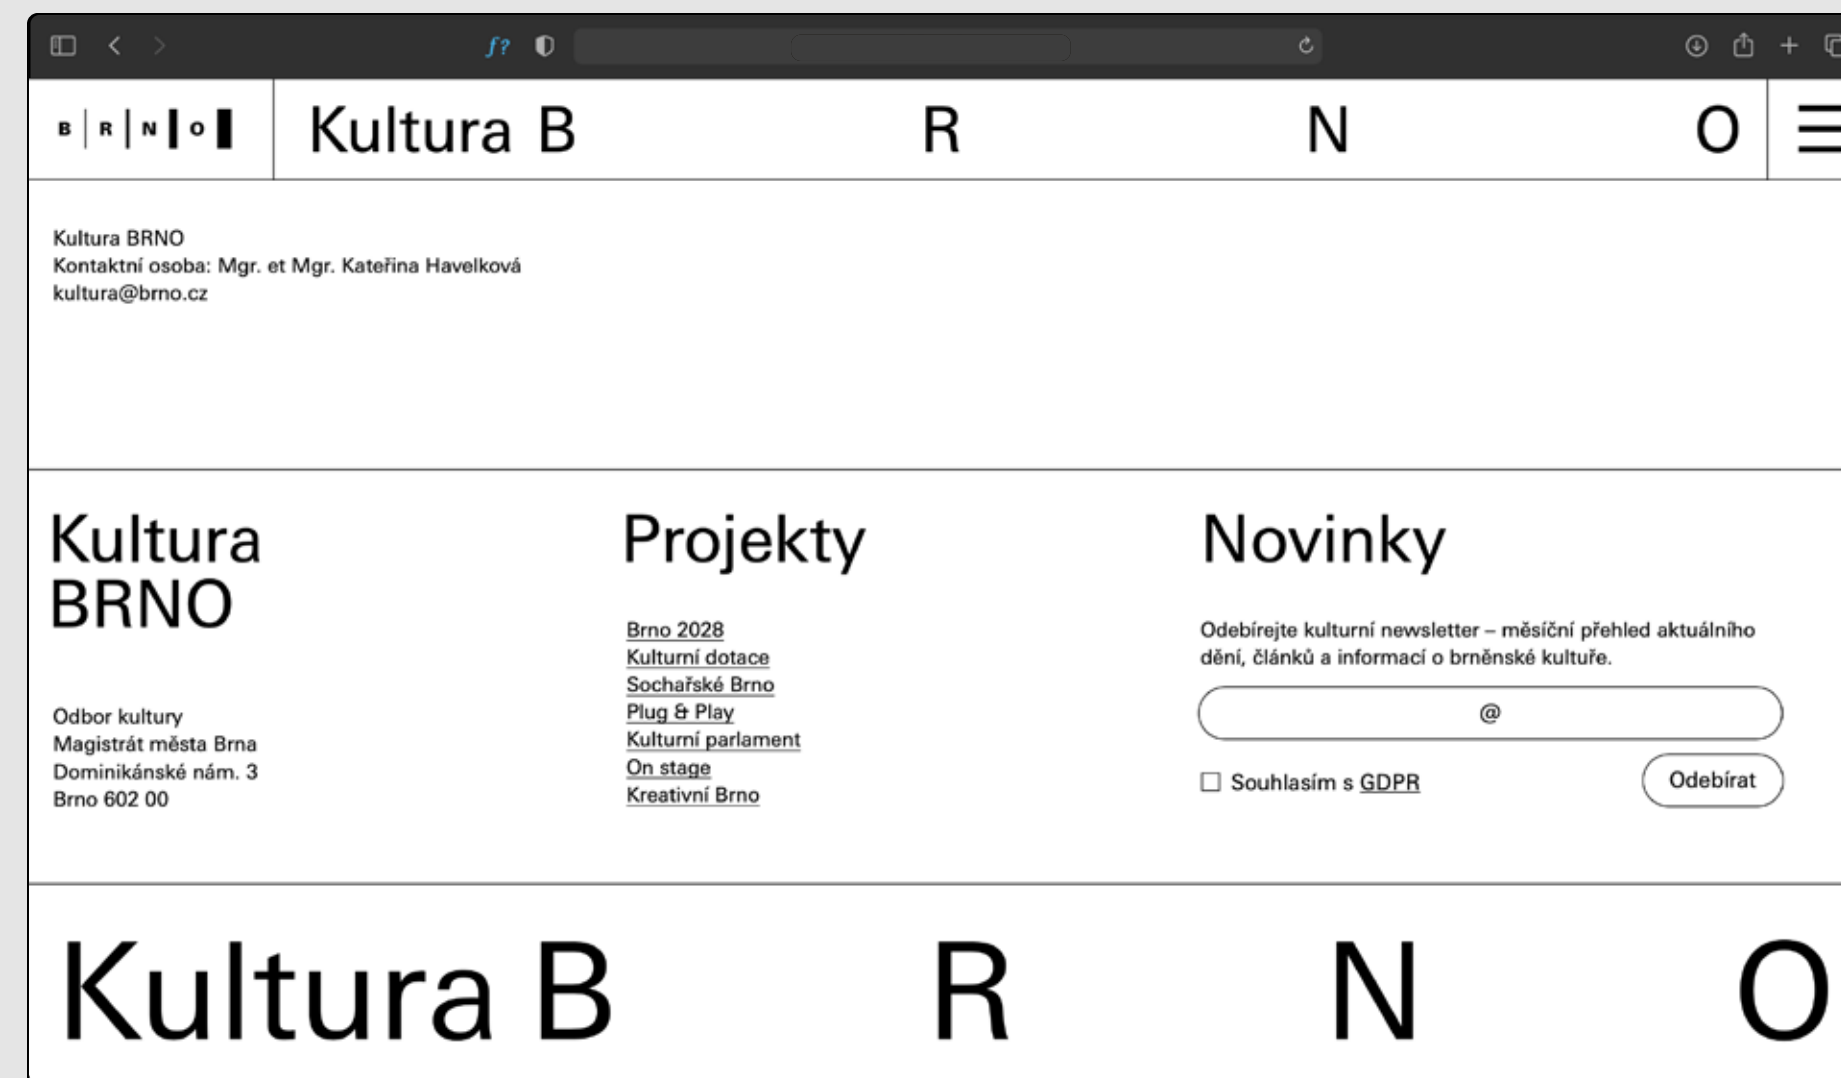 f?
B R N O
Kultura B R N O
Kultura BRNO
Kontaktní osoba: Mgr. et Mgr. Kateřina Havelková
kultura@brno.cz
Kultura
BRNO
Odbor kultury
Magistrát města Brna
Dominikánské nám. 3
Brno 602 00
Projekty
Brno 2028
Kulturní dotace
Sochařské Brno
Plug & Play
Kulturní parlament
On stage
Kreativní Brno
Novinky
Odebírejte kulturní newsletter – měsíční přehled aktuálního
dění, článků a informací o brněnské kultuře.
@
Souhlasím s GDPR
Odebírat
Kultura B R N O